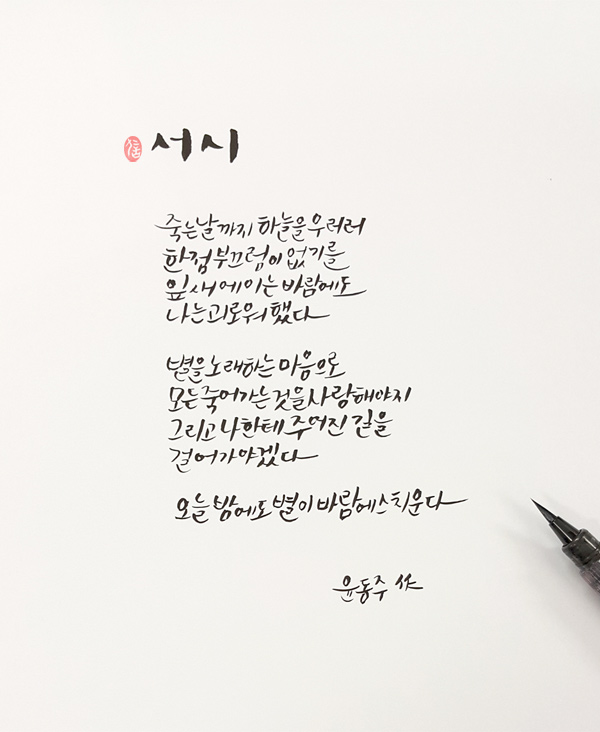 서시
죽는날까지 하늘을 우러러
한점 부끄럼이 없기를
잎새에 이는 바람에도
나는 괴로워 했다
별을 노래하는 마음으로
모든 죽어가는 것을 사랑해야지
그리고 나한테 주어진 길을
걸어가야겠다
오늘 밤에도 별이 바람에 스치운다
윤동주 作